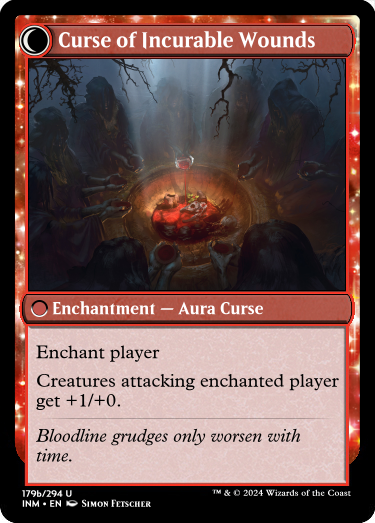 Curse of Incurable Wounds
Enchantment — Aura Curse
Enchant player
Creatures attacking enchanted player
get +1/+0.
Bloodline grudges only worsen with
time.
179b/294 U
INM • EN SIMON FETSCHER
™ & © 2024 Wizards of the Coast